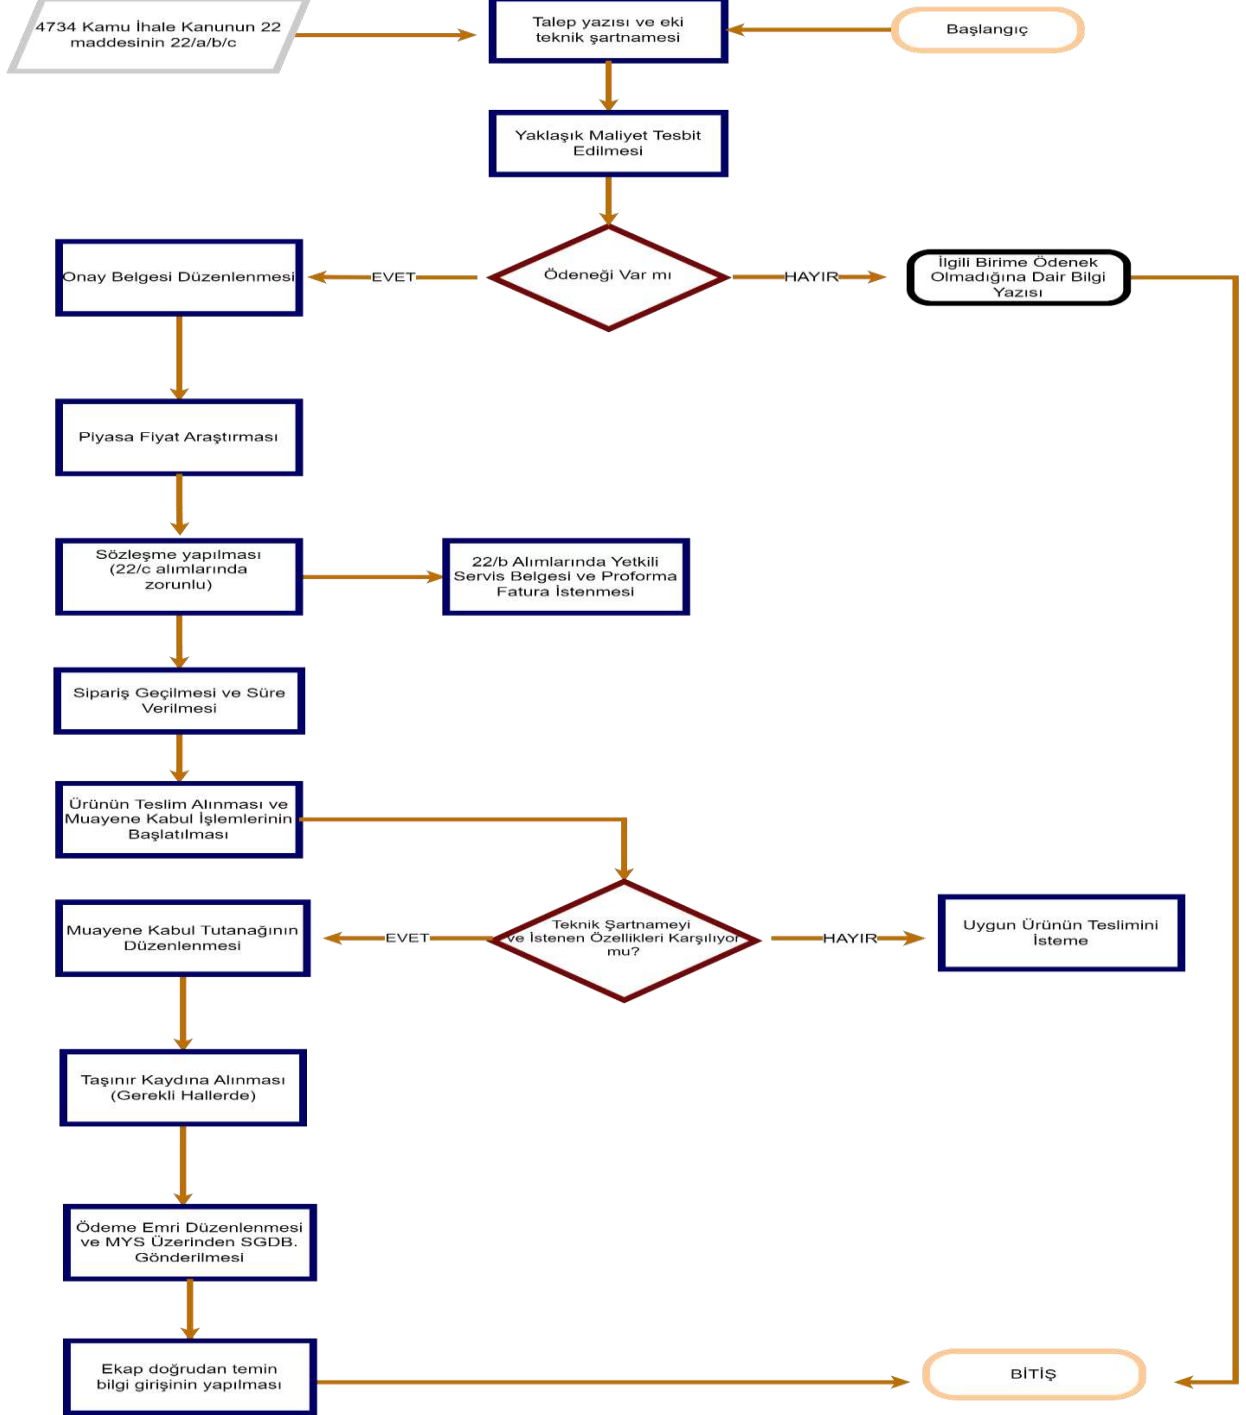 4734 Kamu İhale Kanunun 22
maddesinin 22/a/b/c
Talep yazısı ve eki
teknik şartnamesi
Başlangıç
Yaklaşık Maliyet Tesbit
Edilmesi
Onay Belgesi Düzenlenmesi
EVET
Ödeneği Var mı
HAYIR
İlgili Birime Ödenek
Olmadığına Dair Bilgi
Yazısı
Piyasa Fiyat Araştırması
Sözleşme yapılması
(22/c alımlarında
zorunlu)
22/b Alımlarında Yetkili
Servis Belgesi ve Proforma
Fatura İstenmesi
Sipariş Geçilmesi ve Süre
Verilmesi
Ürünün Teslim Alınması ve
Muayene Kabul İşlemlerinin
Başlatılması
Muayene Kabul Tutanağının
Düzenlenmesi
EVET
Teknik Şartnameyi
ve İstenen Özellikleri Karşılıyor
mu?
HAYIR
Uygun Ürünün Teslimini
İsteme
Taşınır Kaydına Alınması
(Gerekli Hallerde)
Ödeme Emri Düzenlenmesi
ve MYS Üzerinden SGDB.
Gönderilmesi
Ekap doğrudan temin
bilgi girişinin yapılması
BİTİŞ